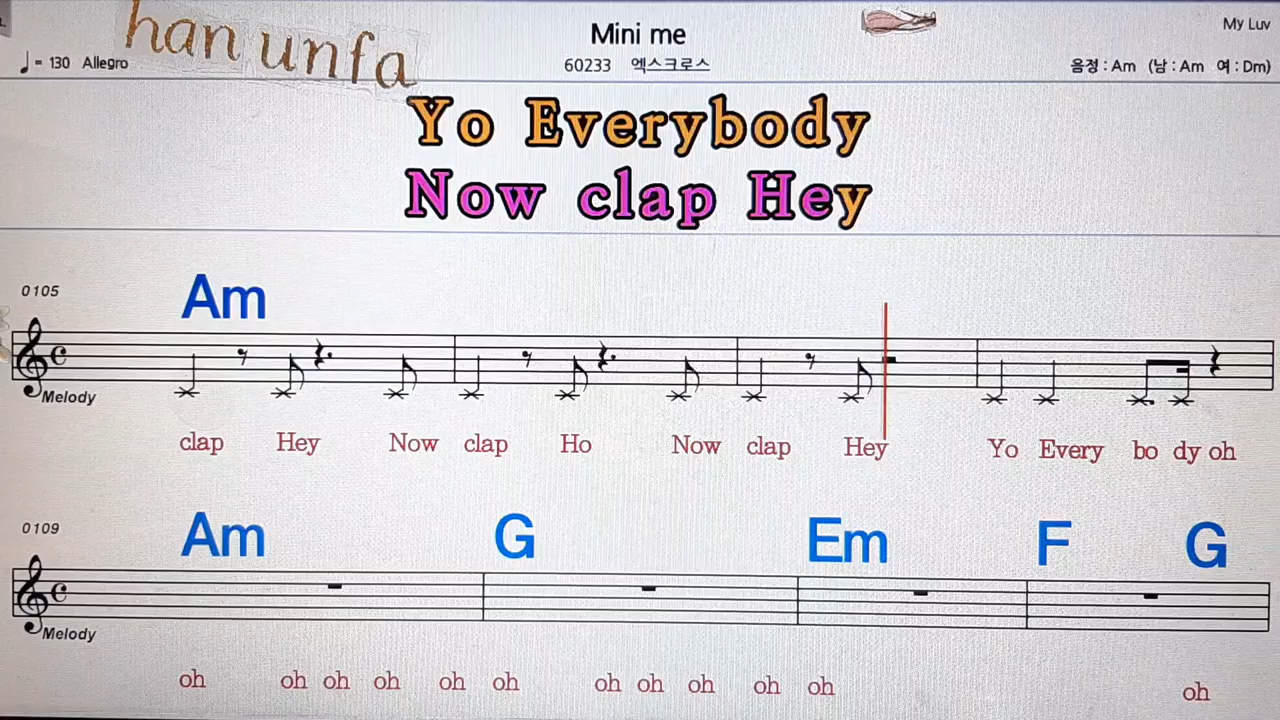 han unfa
Mini me
My Luv
♩ = 130 Allegro
60233 엑스크로스
음정 : Am (남 : Am 여 : Dm)
Yo Everybody
Now clap Hey
0105
Am
Melody
clap Hey Now clap Ho Now clap Hey Yo Every bo dy oh
0109
Am G Em F G
Melody
oh oh oh oh oh oh oh oh oh oh oh oh